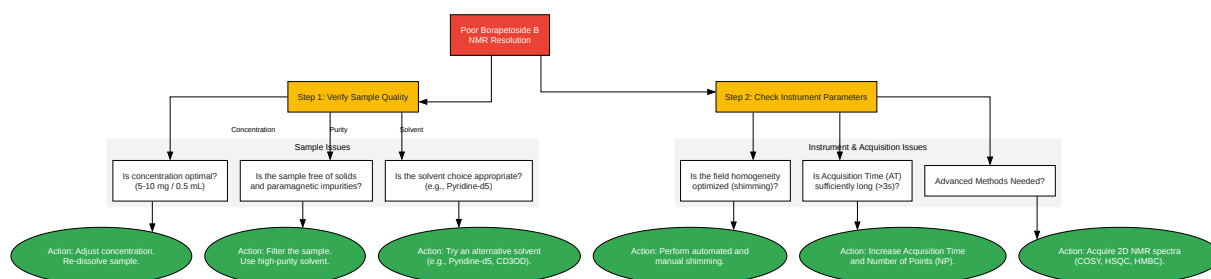 Poor Borapetoside B
NMR Resolution
Step 1: Verify Sample Quality
Step 2: Check Instrument Parameters
Concentration
Purity
Solvent
Sample Issues
Instrument & Acquisition Issues
Is concentration optimal?
(5-10 mg / 0.5 mL)
Is the sample free of solids
and paramagnetic impurities?
Is the solvent choice appropriate?
(e.g., Pyridine-d5)
Is the field homogeneity
optimized (shimming)?
Is Acquisition Time (AT)
sufficiently long (>3s)?
Advanced Methods Needed?
Action: Adjust concentration.
Re-dissolve sample.
Action: Filter the sample.
Use high-purity solvent.
Action: Try an alternative solvent
(e.g., Pyridine-d5, CD3OD).
Action: Perform automated and
manual shimming.
Action: Increase Acquisition Time
and Number of Points (NP).
Action: Acquire 2D NMR spectra
(COSY, HSQC, HMBC).